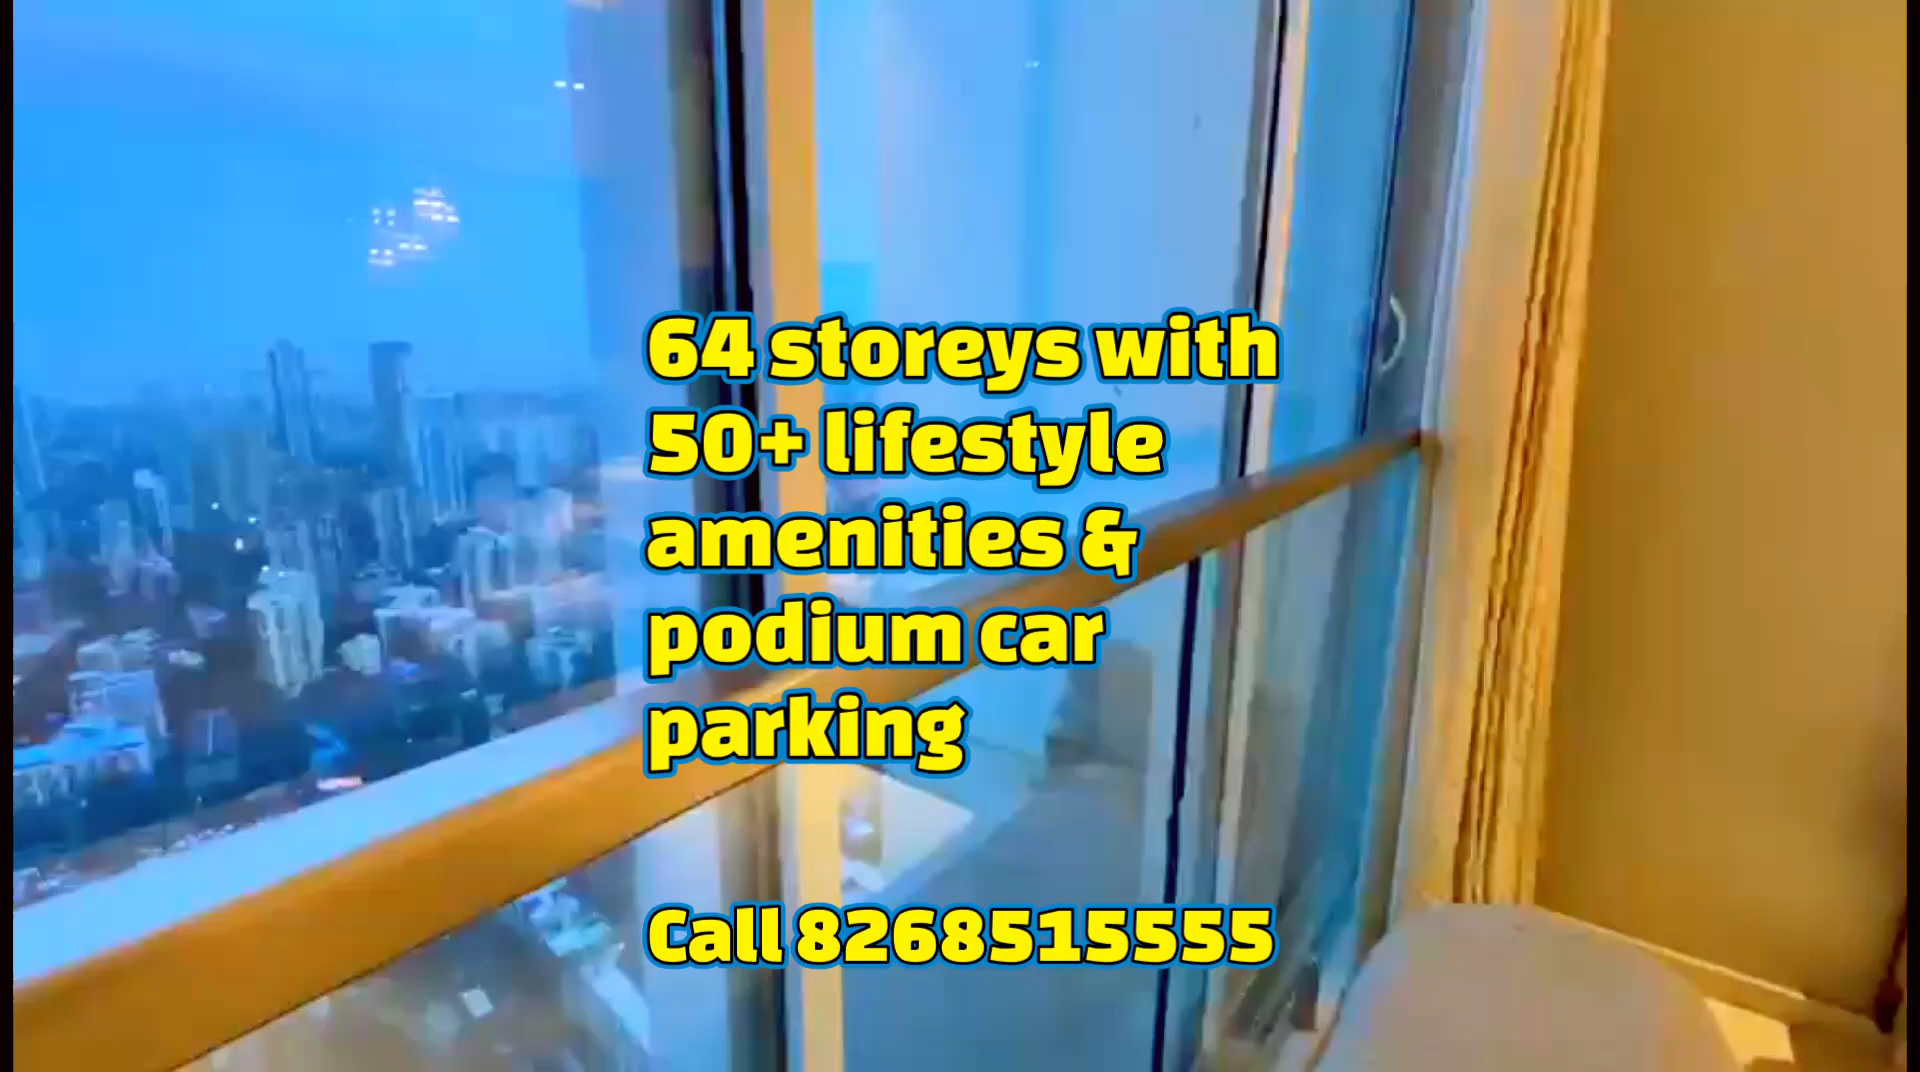 64 storeys with
50+ lifestyle
amenities &
podium car
parking
Call 8268515555